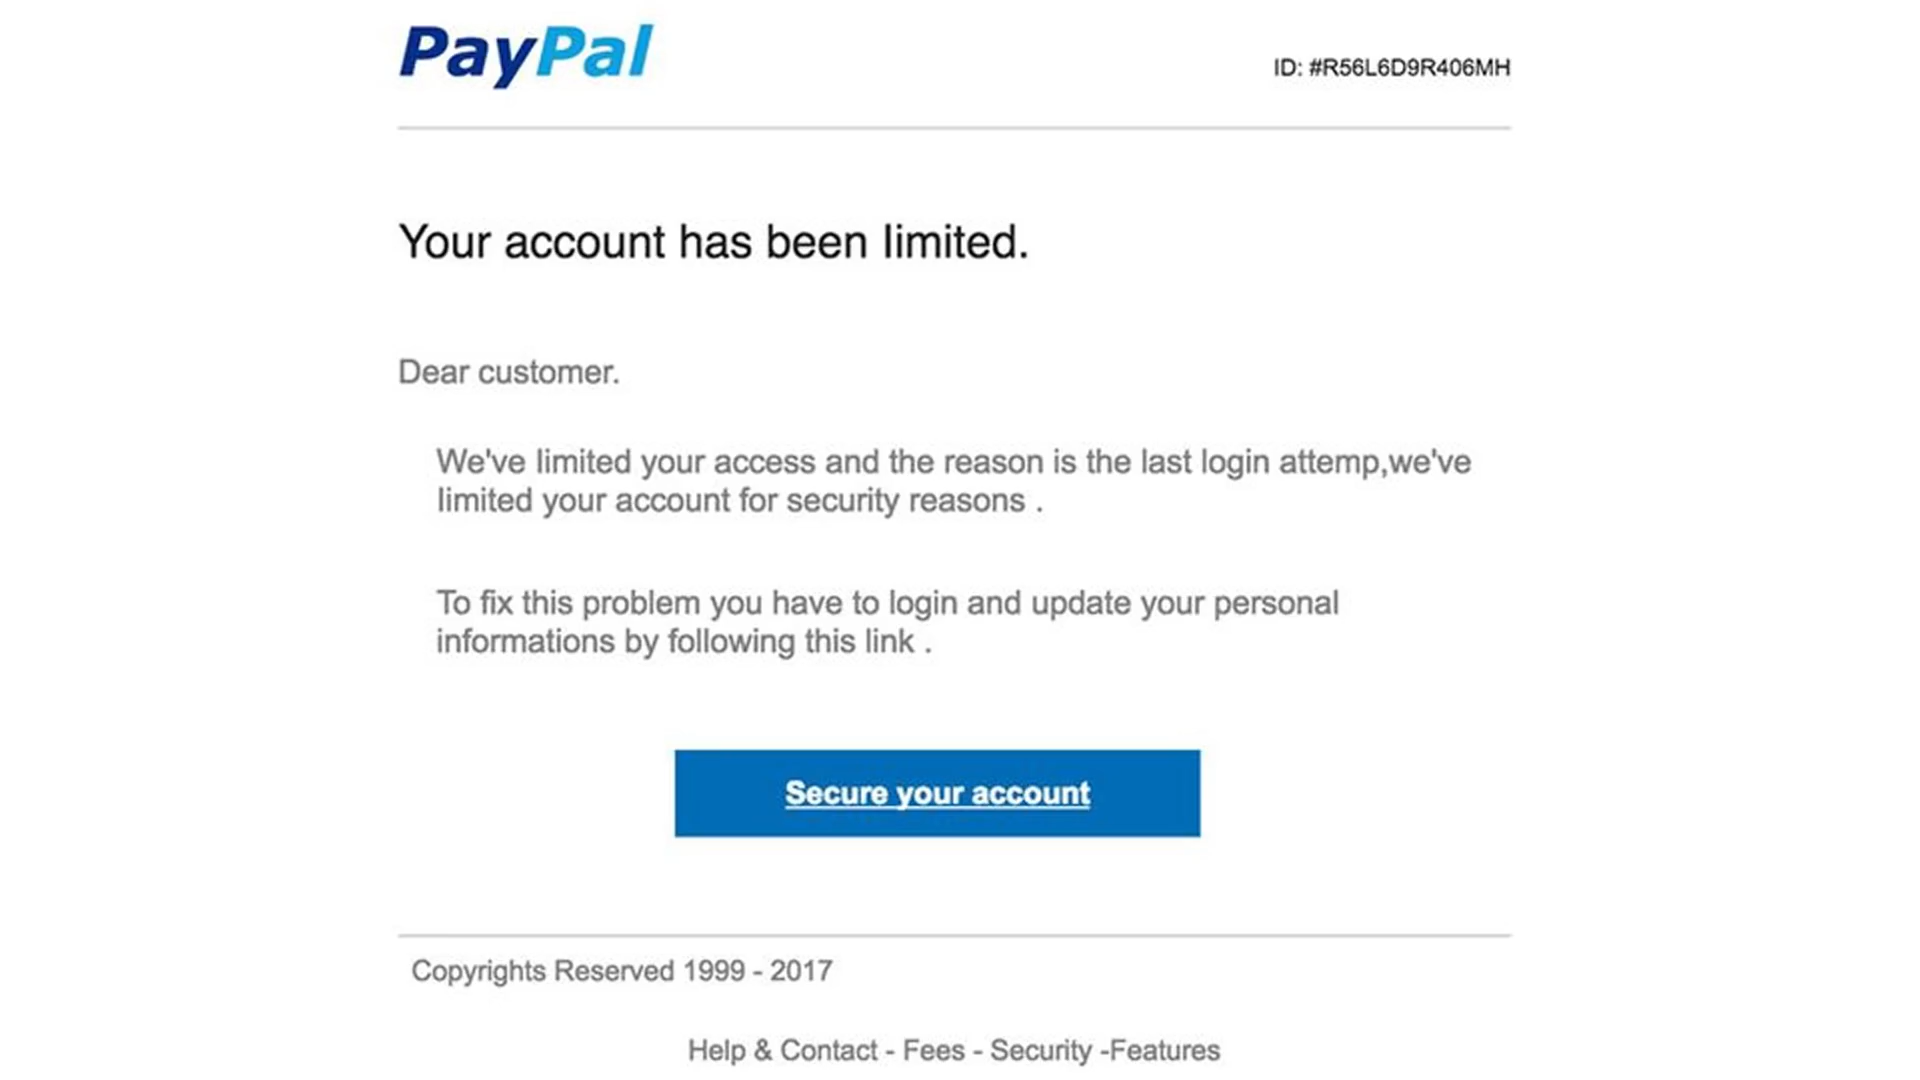 PayPal
ID: #R56L6D9R406MH
Your account has been limited.
Dear customer.
We've limited your access and the reason is the last login attemp,we've
limited your account for security reasons .
To fix this problem you have to login and update your personal
informations by following this link .
Secure your account
Copyrights Reserved 1999 - 2017
Help & Contact - Fees - Security -Features